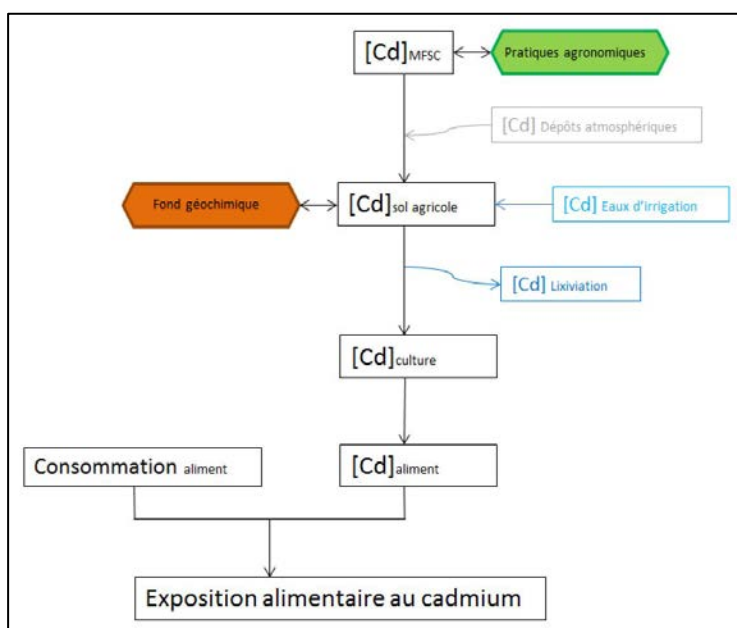 [Cd] MFSC
Pratiques agronomiques
[Cd] Dépôts atmosphériques
Fond géochimique
[Cd] sol agricole
[Cd] Eaux d'irrigation
[Cd] Lixiviation
[Cd] culture
Consommation aliment
[Cd] aliment
Exposition alimentaire au cadmium